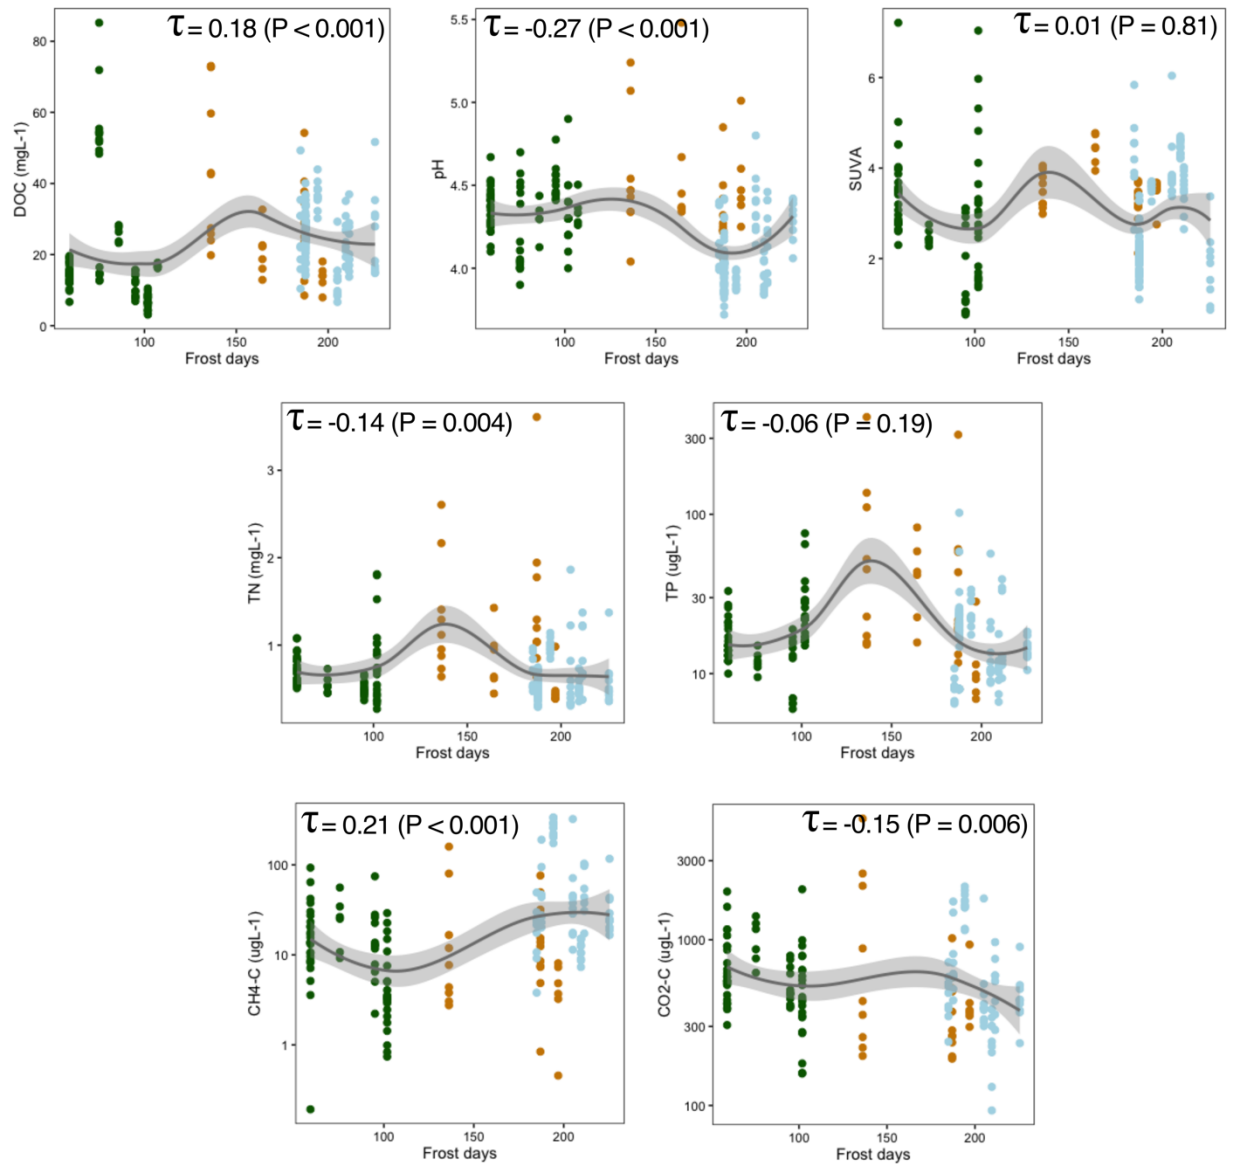 τ= 0.18 (P < 0.001)
80
60
40
20
0
DOC (mgL-1)
100
150
200
Frost days
τ= -0.27 (P < 0.001)
5.5
5.0
4.5
4.0
pH
100
150
200
Frost days
τ= 0.01 (P = 0.81)
6
4
2
SUVA
100
150
200
Frost days
τ= -0.14 (P = 0.004)
3
2
1
TN (mgL-1)
100
150
200
Frost days
τ= -0.06 (P = 0.19)
300
100
30
10
TP (ugL-1)
100
150
200
Frost days
τ= 0.21 (P < 0.001)
100
10
1
CH4-C (ugL-1)
100
150
200
Frost days
τ= -0.15 (P = 0.006)
3000
1000
300
100
CO2-C (ugL-1)
100
150
200
Frost days